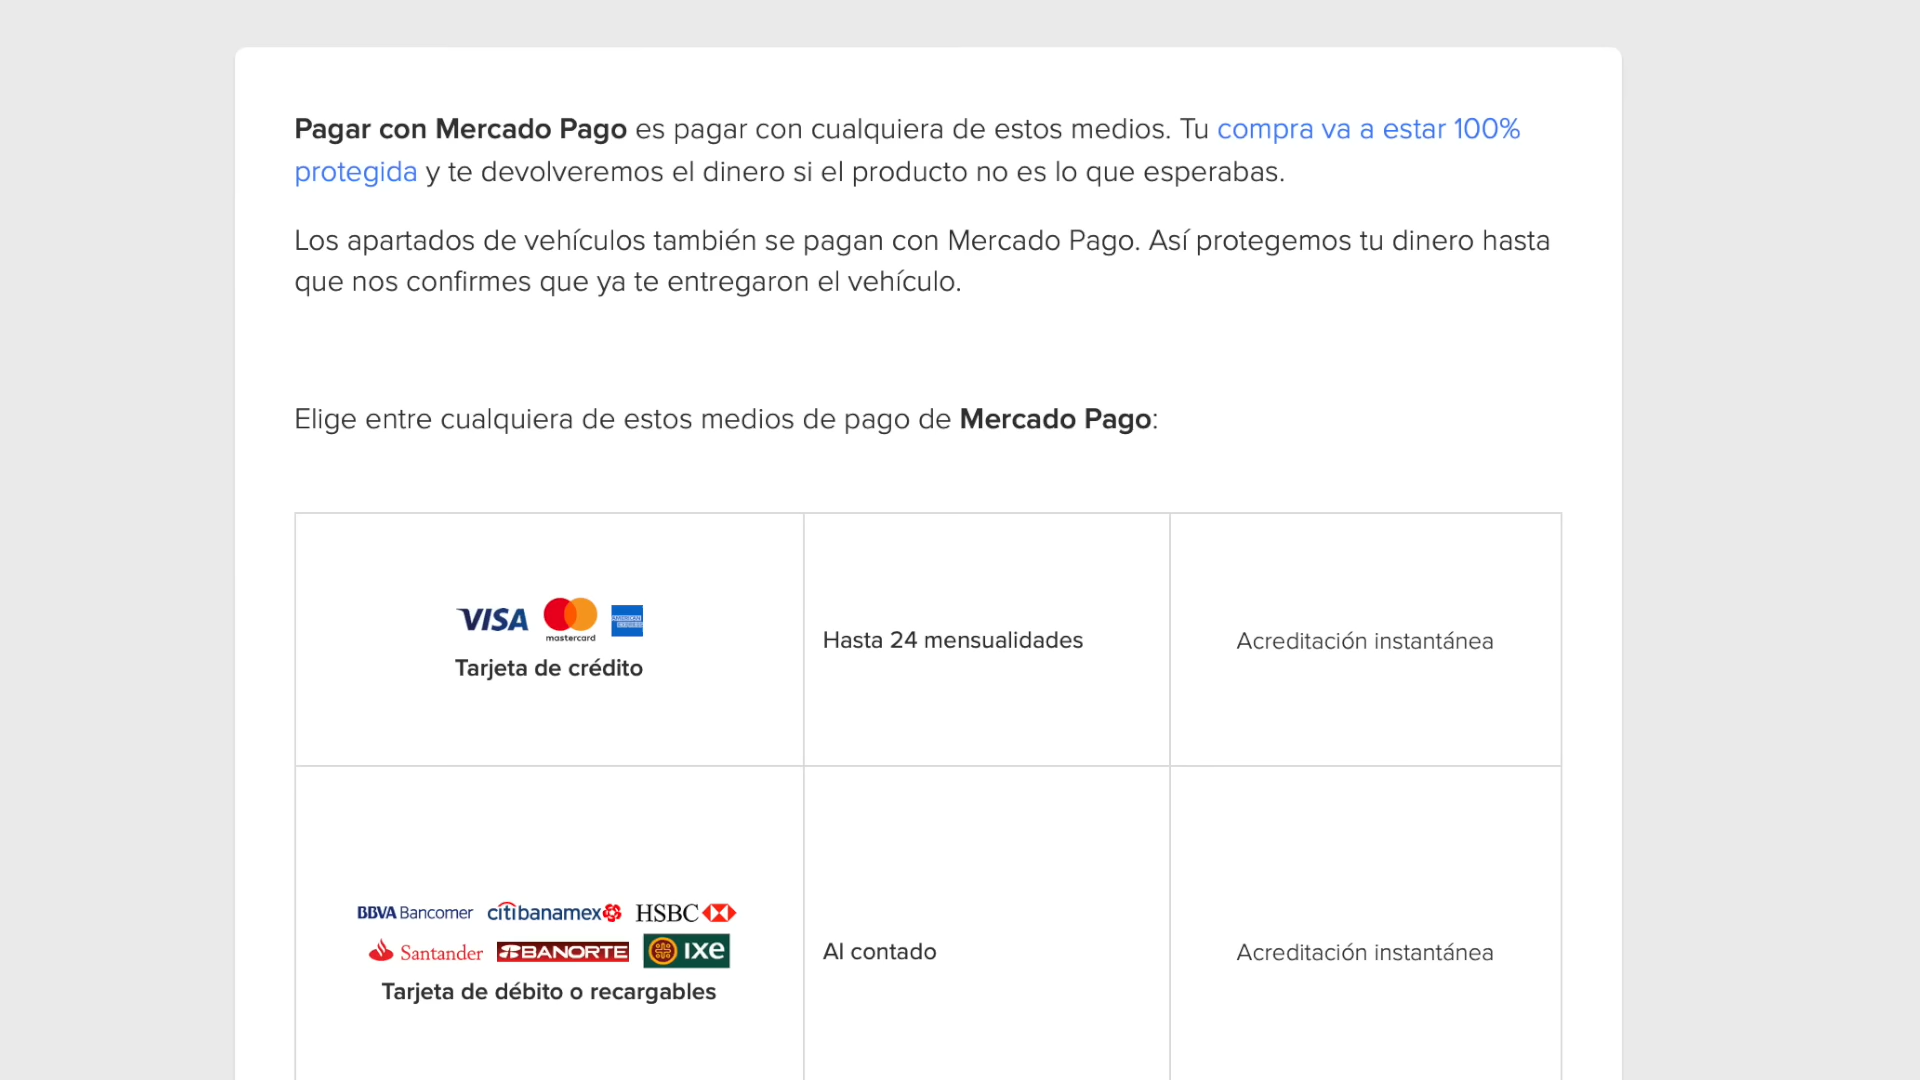 Pagar con Mercado Pago es pagar con cualquiera de estos medios. Tu compra va a estar 100%
protegida y te devolveremos el dinero si el producto no es lo que esperabas.
Los apartados de vehículos también se pagan con Mercado Pago. Así protegemos tu dinero hasta
que nos confirmes que ya te entregaron el vehículo.
Elige entre cualquiera de estos medios de pago de Mercado Pago:
VISA mastercard AMERICAN EXPRESS
Tarjeta de crédito
Hasta 24 mensualidades
Acreditación instantánea
BBVA Bancomer citibanamex HSBC
Santander BANORTE IXE
Tarjeta de débito o recargables
Al contado
Acreditación instantánea